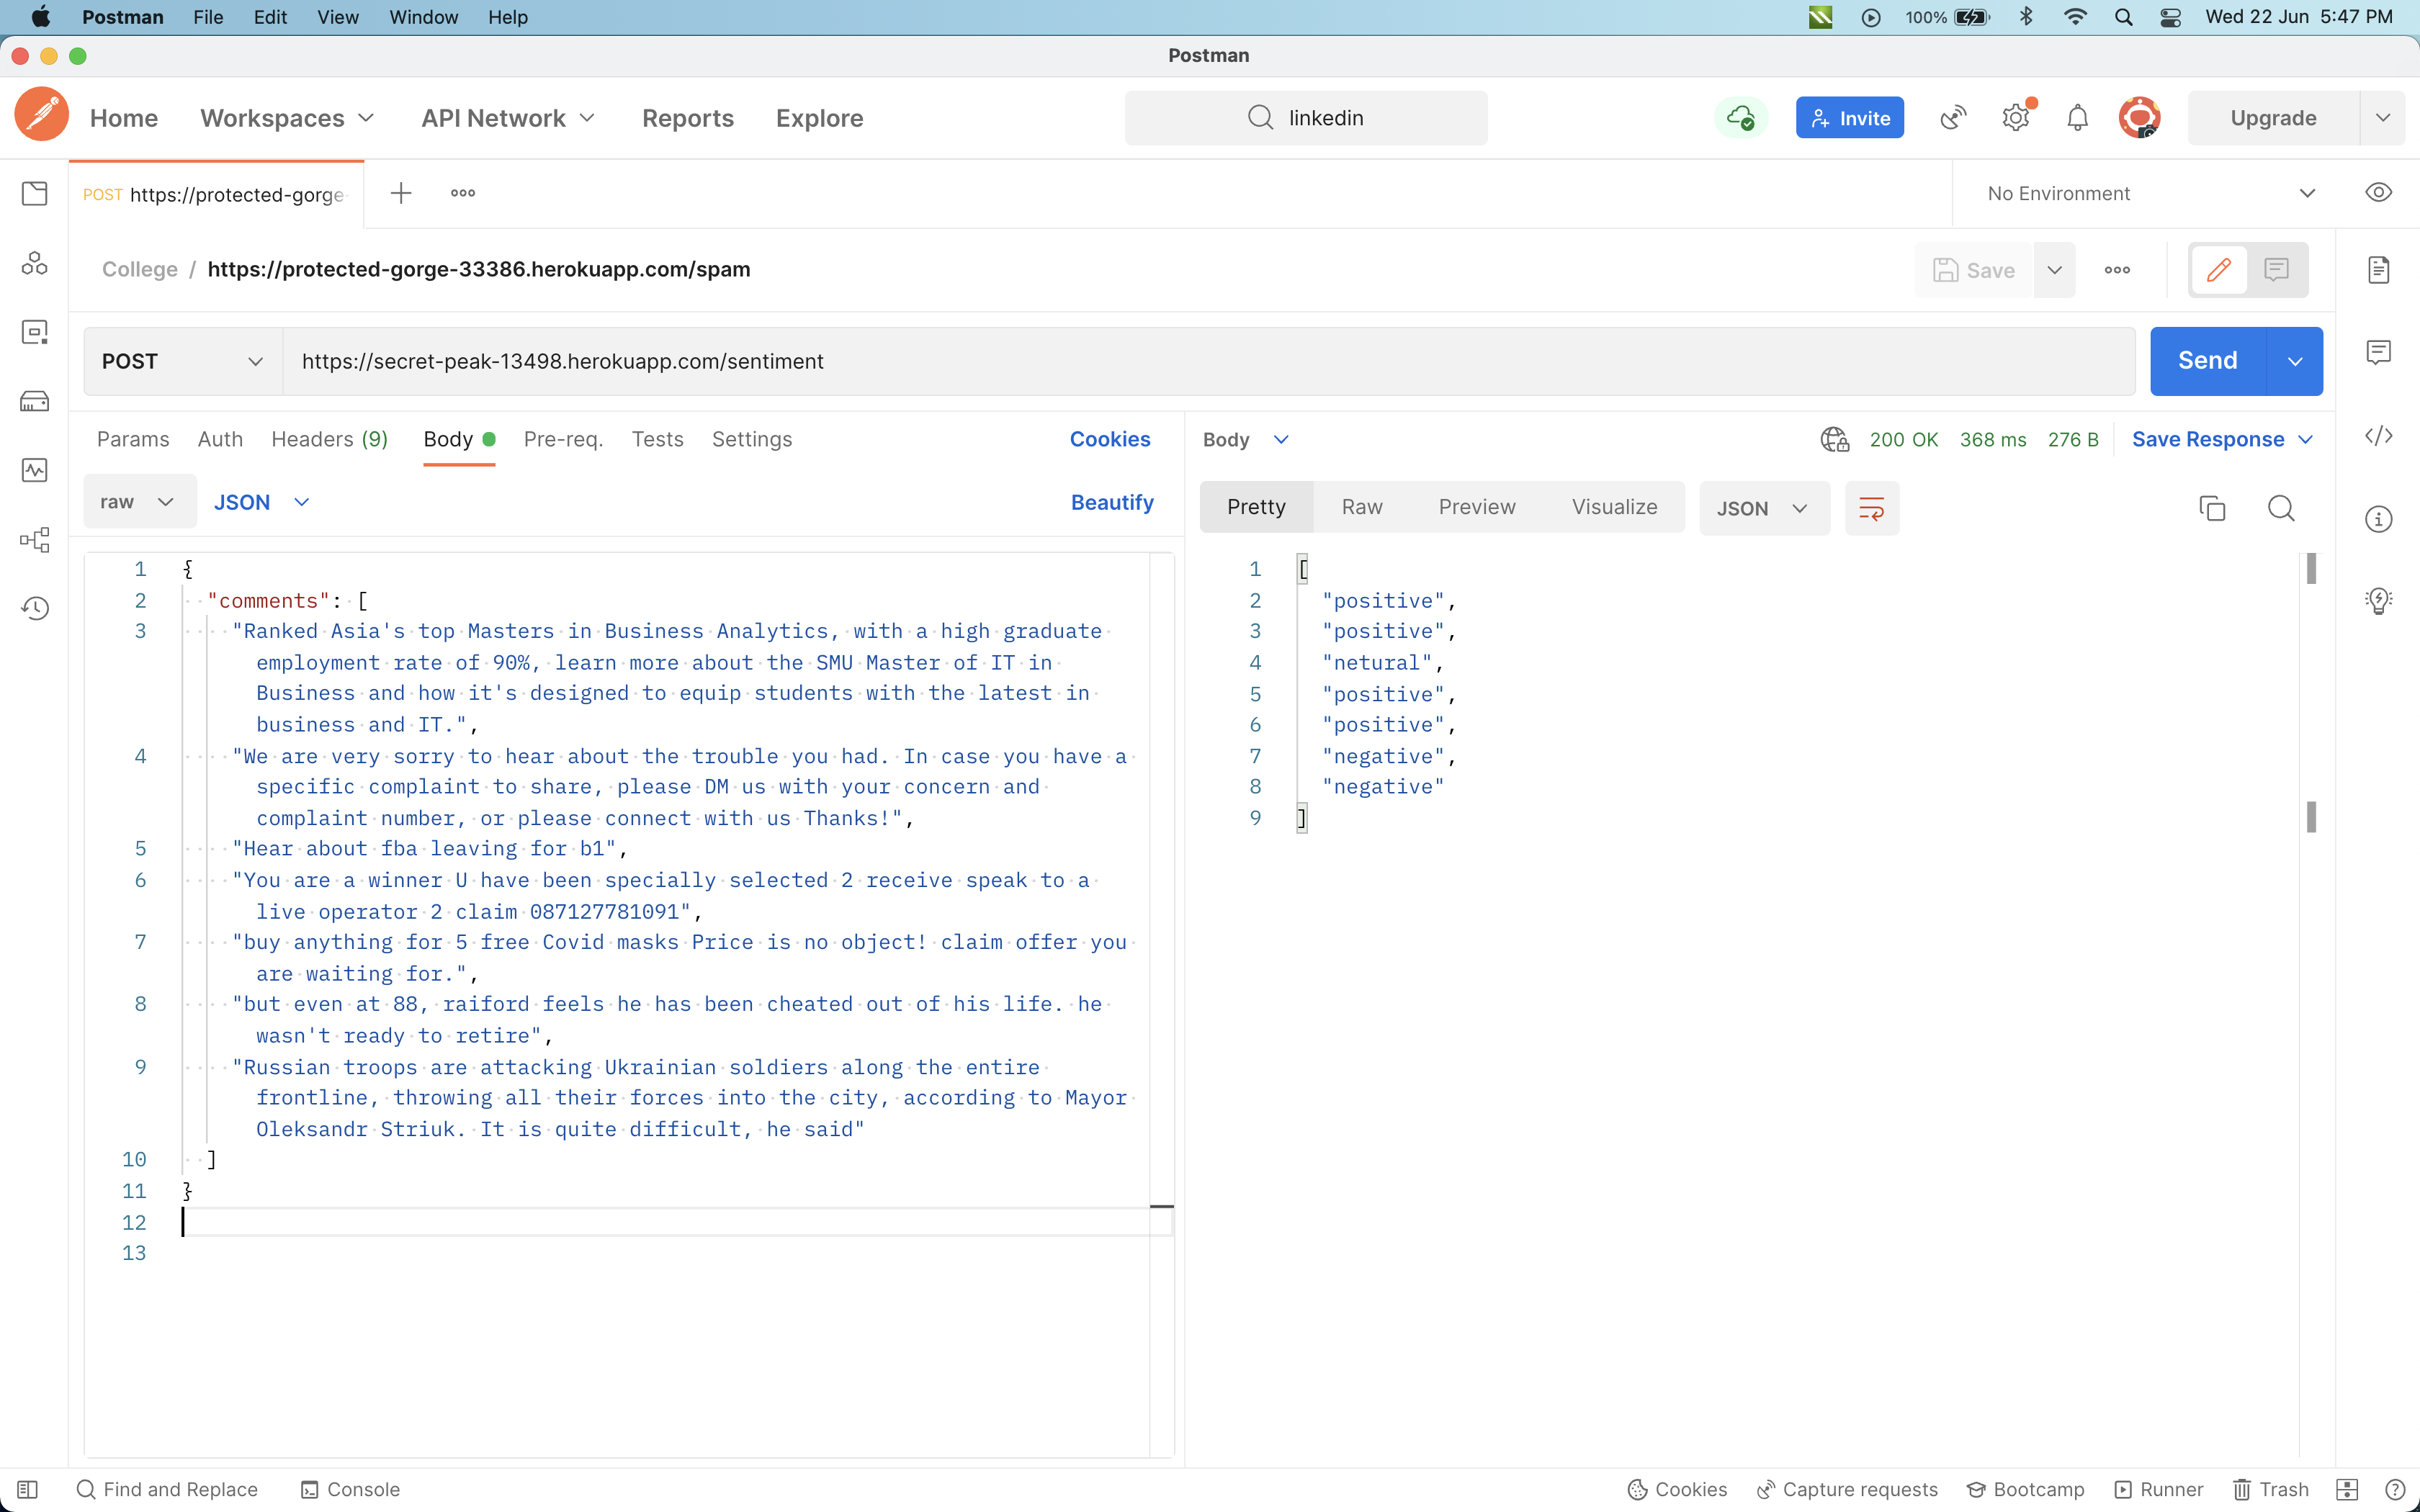 Postman File Edit View Window Help 100% Wed 22 Jun 5:47 PM
Postman
Home Workspaces API Network Reports Explore linkedin Invite Upgrade
POST https://protected-gorge- No Environment
College / https://protected-gorge-33386.herokuapp.com/spam Save
POST https://secret-peak-13498.herokuapp.com/sentiment Send
Params Auth Headers (9) Body Pre-req. Tests Settings Cookies
raw JSON Beautify
1 {
2 "comments": [
3 "Ranked Asia's top Masters in Business Analytics, with a high graduate
employment rate of 90%, learn more about the SMU Master of IT in
Business and how it's designed to equip students with the latest in
business and IT.",
4 "We are very sorry to hear about the trouble you had. In case you have a
specific complaint to share, please DM us with your concern and
complaint number, or please connect with us Thanks!",
5 "Hear about fba leaving for b1",
6 "You are a winner U have been specially selected 2 receive speak to a
live operator 2 claim 087127781091",
7 "buy anything for 5 free Covid masks Price is no object! claim offer you
are waiting for.",
8 "but even at 88, raiford feels he has been cheated out of his life. he
wasn't ready to retire",
9 "Russian troops are attacking Ukrainian soldiers along the entire
frontline, throwing all their forces into the city, according to Mayor
Oleksandr Striuk. It is quite difficult, he said"
10 ]
11 }
12
13
Body 200 OK 368 ms 276 B Save Response
Pretty Raw Preview Visualize JSON
1 [
2 "positive",
3 "positive",
4 "netural",
5 "positive",
6 "positive",
7 "negative",
8 "negative"
9 ]
Find and Replace Console Cookies Capture requests Bootcamp Runner Trash